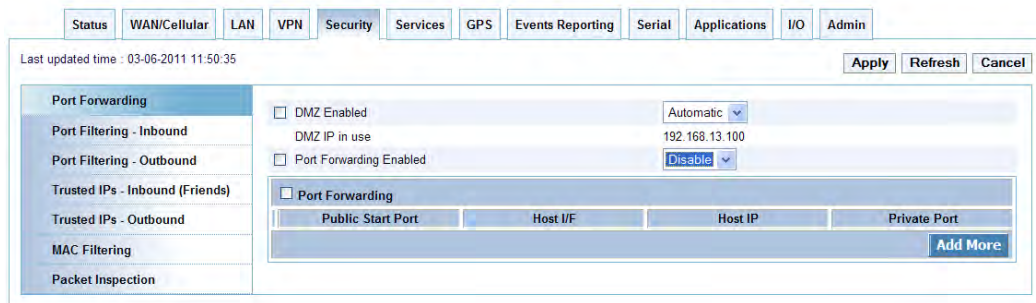 Status WAN/Cellular LAN VPN Security Services GPS Events Reporting Serial Applications I/O Admin
Last updated time : 03-06-2011 11:50:35
Apply Refresh Cancel
Port Forwarding
Port Filtering - Inbound
Port Filtering - Outbound
Trusted IPs - Inbound (Friends)
Trusted IPs - Outbound
MAC Filtering
Packet Inspection
DMZ Enabled Automatic
DMZ IP in use 192.168.13.100
Port Forwarding Enabled Disable
Port Forwarding
Public Start Port Host I/F Host IP Private Port
Add More